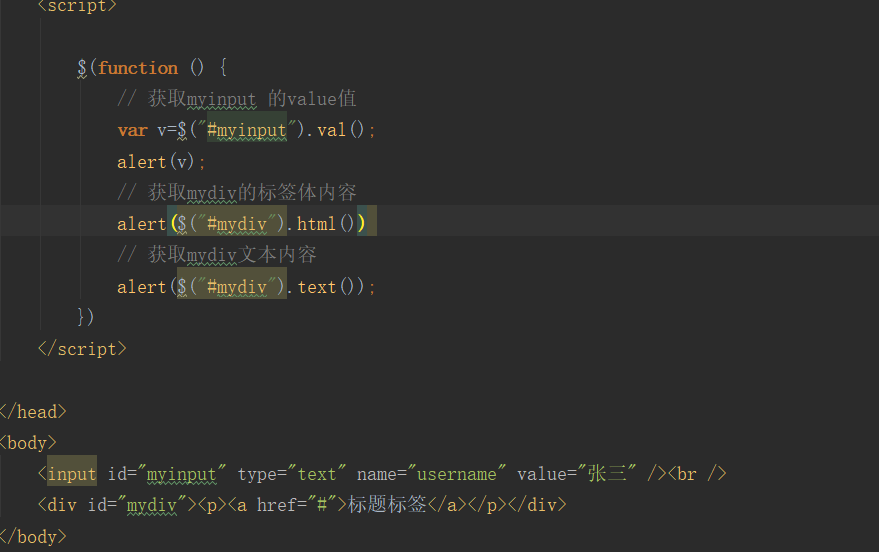 <script>
$(function () {
// 获取myinput 的value值
var v=$("#myinput").val();
alert(v);
// 获取mydiv的标签体内容
alert($("#mydiv").html())
// 获取mydiv文本内容
alert($("#mydiv").text());
})
</script>
</head>
<body>
<input id="myinput" type="text" name="username" value="张三" /><br />
<div id="mydiv"><p><a href="#">标题标签</a></p></div>
</body>